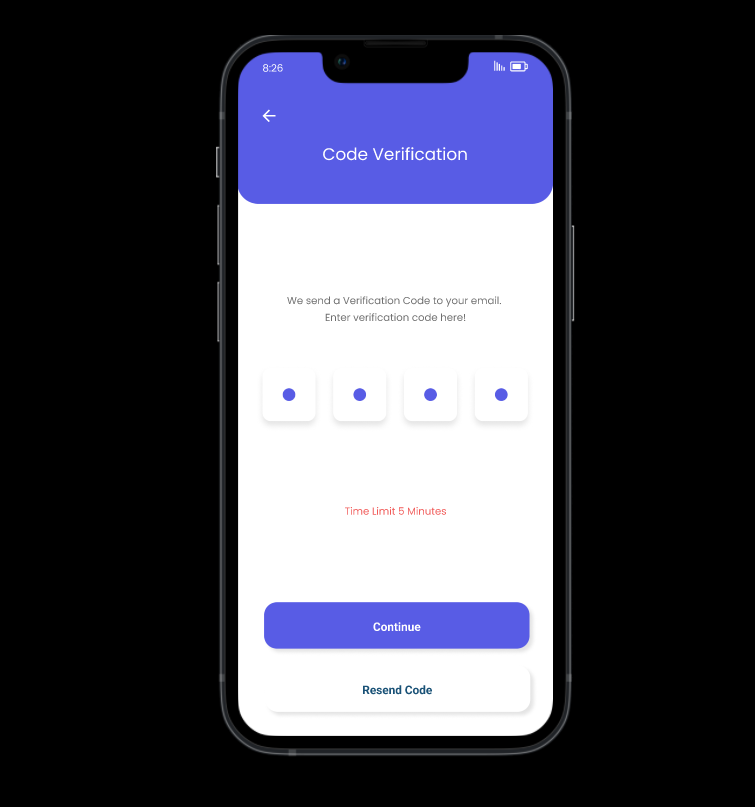 8:26
Code Verification
We send a Verification Code to your email.
Enter verification code here!
Time Limit 5 Minutes
Continue
Resend Code